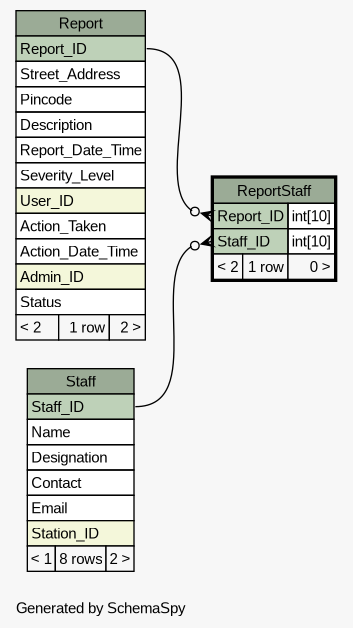 Report
Report_ID
Street_Address
Pincode
Description
Report_Date_Time
Severity_Level
User_ID
Action_Taken
Action_Date_Time
Admin_ID
Status
< 2 1 row 2 >
ReportStaff
Report_ID int[10]
Staff_ID int[10]
< 2 1 row 0 >
Staff
Staff_ID
Name
Designation
Contact
Email
Station_ID
< 1 8 rows 2 >
Generated by SchemaSpy